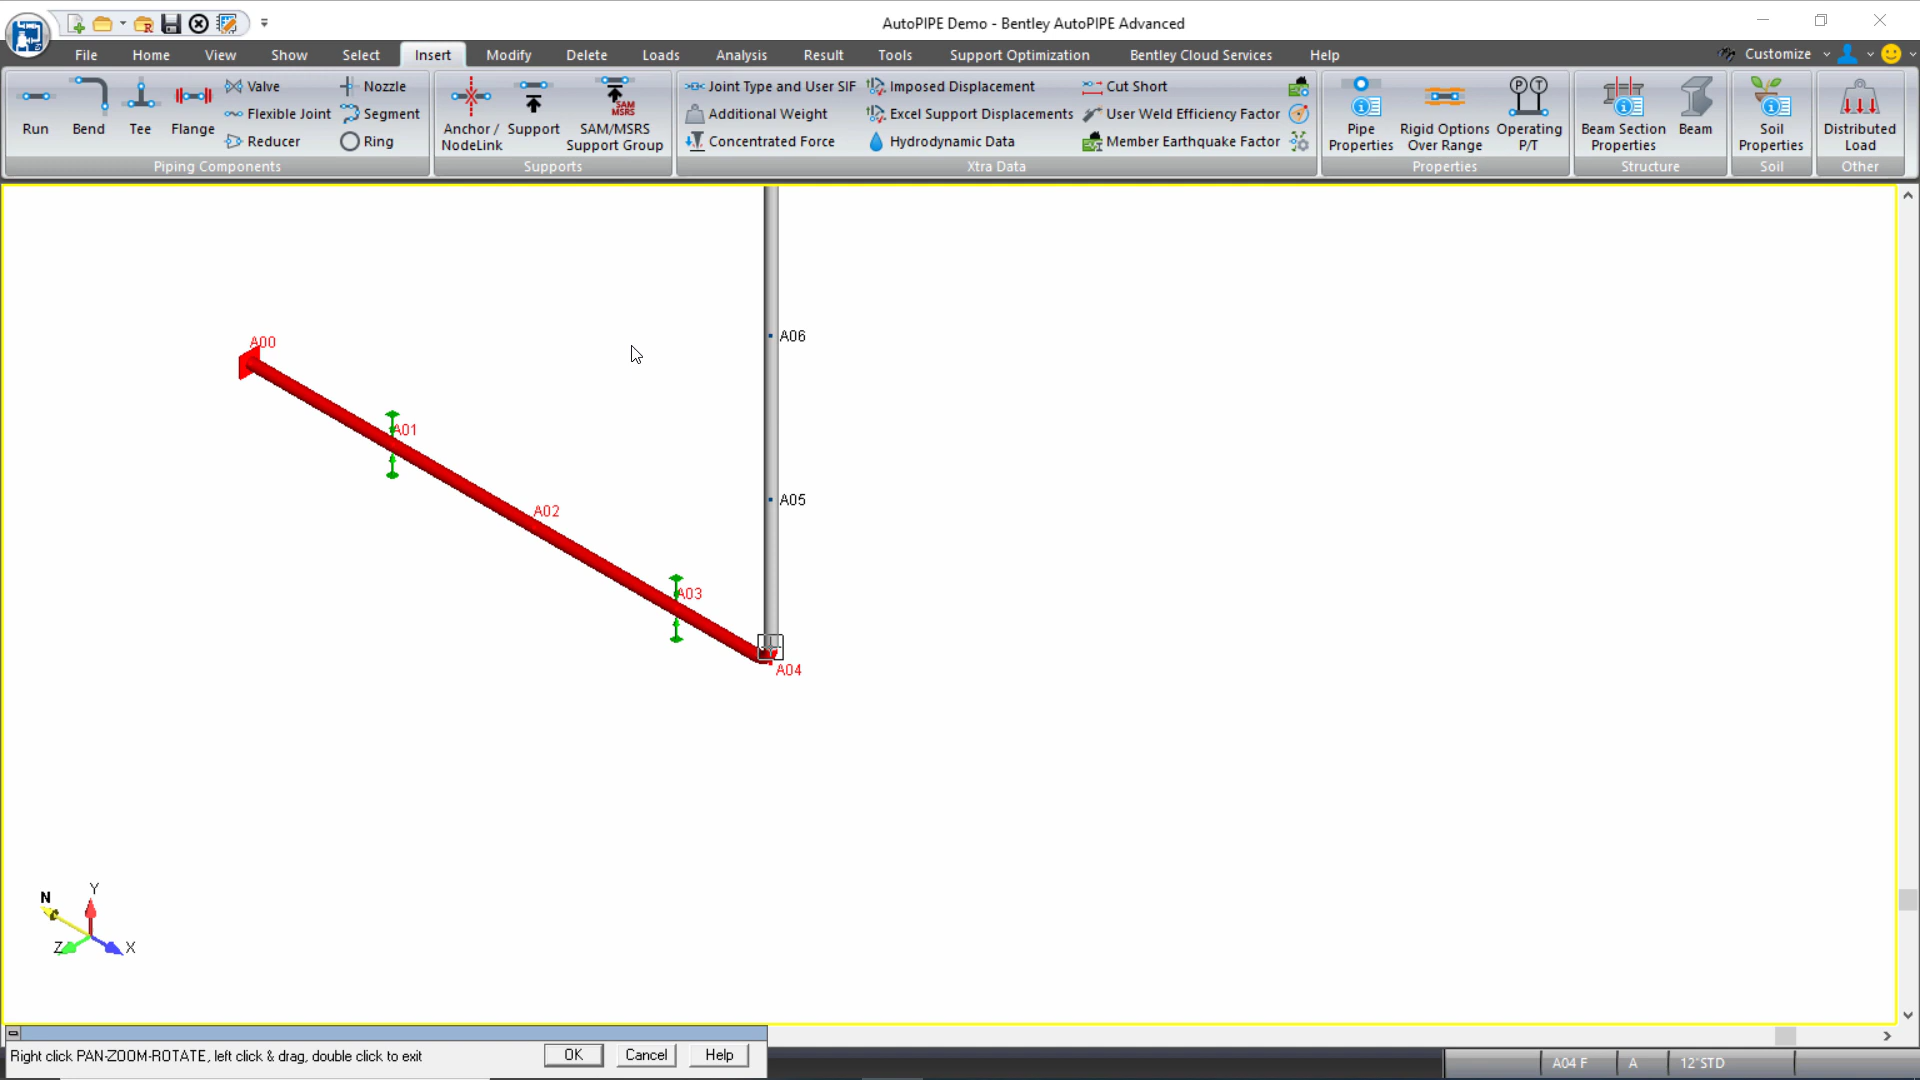 AutoPIPE Demo - Bentley AutoPIPE Advanced
File Home View Show Select Insert Modify Delete Loads Analysis Result Tools Support Optimization Bentley Cloud Services Help Customize
Run Bend Tee Flange
Valve
Flexible Joint
Reducer
Nozzle
Segment
Ring
Piping Components
Anchor /
NodeLink
Support
SAM
MSRS
SAM/MSRS
Support Group
Supports
Joint Type and User SIF
Additional Weight
Concentrated Force
Imposed Displacement
Excel Support Displacements
Hydrodynamic Data
Cut Short
User Weld Efficiency Factor
Member Earthquake Factor
Xtra Data
Pipe
Properties
Rigid Options
Over Range
P T
Operating
P/T
Properties
Beam Section
Properties
Beam
Structure
Soil
Properties
Soil
Distributed
Load
Other
A00
A06
A01
A05
A02
A03
A04
N
Y
Z
X
Right click PAN-ZOOM-ROTATE, left click & drag, double click to exit
OK
Cancel
Help
A04 F
A
12"STD